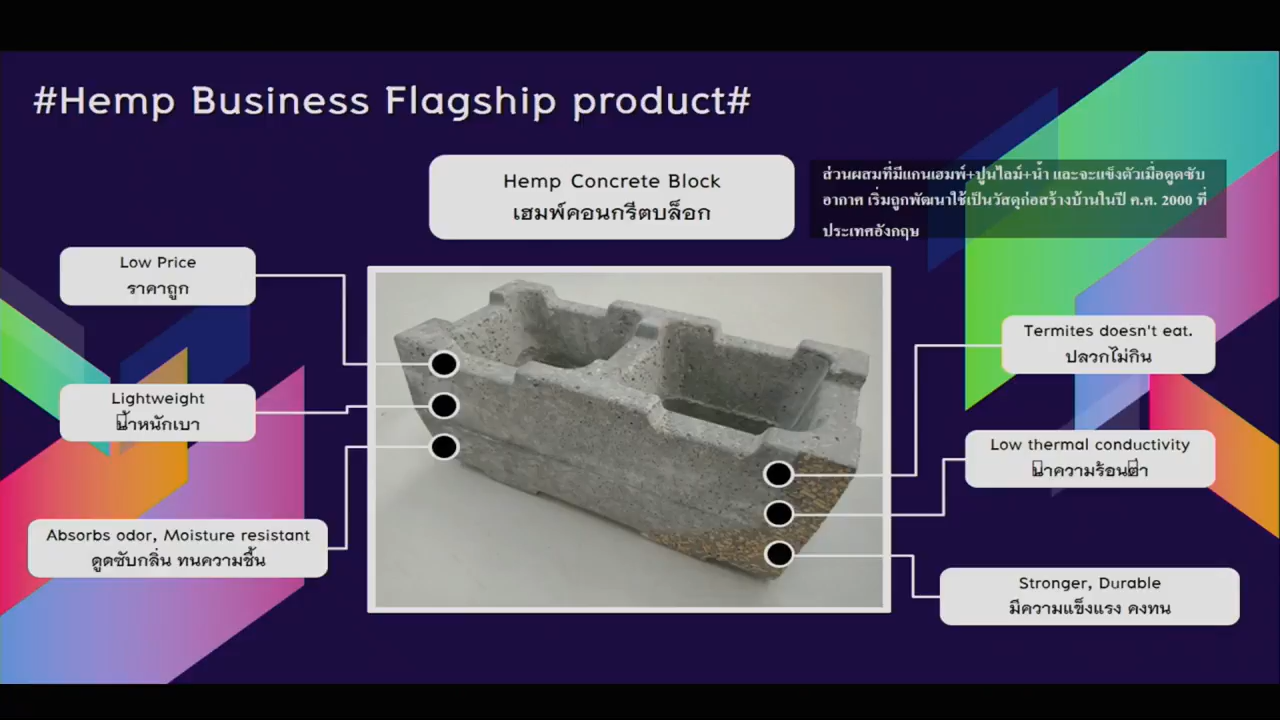 #Hemp Business Flagship product#
Hemp Concrete Block
เฮมพ์คอนกรีตบล็อก
ส่วนผสมที่มีแกนเฮมพ์+ปูนไลม์+น้ำ และจะแข็งตัวเมื่อดูดซับ
อากาศ เริ่มถูกพัฒนาใช้เป็นวัสดุก่อสร้างบ้านในปี ค.ศ. 2000 ที่
ประเทศอังกฤษ
Low Price
ราคาถูก
Lightweight
น้ำหนักเบา
Absorbs odor, Moisture resistant
ดูดซับกลิ่น ทนความชื้น
Termites doesn't eat.
ปลวกไม่กิน
Low thermal conductivity
นำความร้อนต่ำ
Stronger, Durable
มีความแข็งแรง คงทน